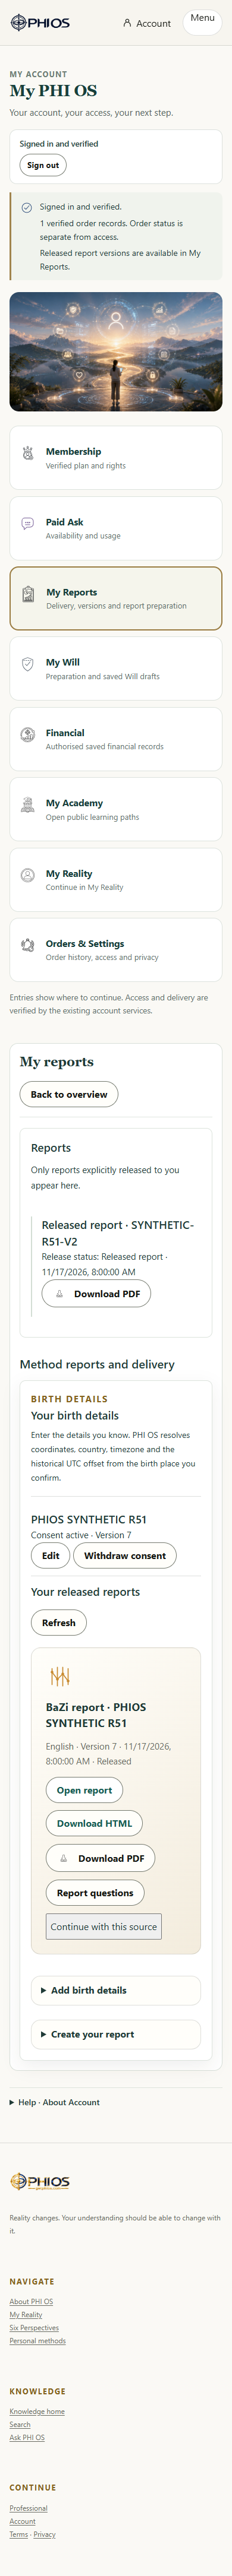 PHIOS
Account
Menu
MY ACCOUNT
My PHI OS
Your account, your access, your next step.
Signed in and verified
Sign out
Signed in and verified.
1 verified order records. Order status is
separate from access.
Released report versions are available in My
Reports.
Membership
Verified plan and rights
Paid Ask
Availability and usage
My Reports
Delivery, versions and report preparation
My Will
Preparation and saved Will drafts
Financial
Authorised saved financial records
My Academy
Open public learning paths
My Reality
Continue in My Reality
Orders & Settings
Order history, access and privacy
Entries show where to continue. Access and delivery are
verified by the existing account services.
My reports
Back to overview
Reports
Only reports explicitly released to you
appear here.
Released report · SYNTHETIC-
R51-V2
Release status: Released report ·
11/17/2026, 8:00:00 AM
Download PDF
Method reports and delivery
BIRTH DETAILS
Your birth details
Enter the details you know. PHI OS resolves
coordinates, country, timezone and the
historical UTC offset from the birth place you
confirm.
PHIOS SYNTHETIC R51
Consent active · Version 7
Edit
Withdraw consent
Your released reports
Refresh
BaZi report · PHIOS
SYNTHETIC R51
English · Version 7 · 11/17/2026,
8:00:00 AM · Released
Open report
Download HTML
Download PDF
Report questions
Continue with this source
Add birth details
Create your report
Help · About Account
PHIOS
Reality changes. Your understanding should be able to change with
it.
NAVIGATE
About PHI OS
My Reality
Six Perspectives
Personal methods
KNOWLEDGE
Knowledge home
Search
Ask PHI OS
CONTINUE
Professional
Account
Terms · Privacy